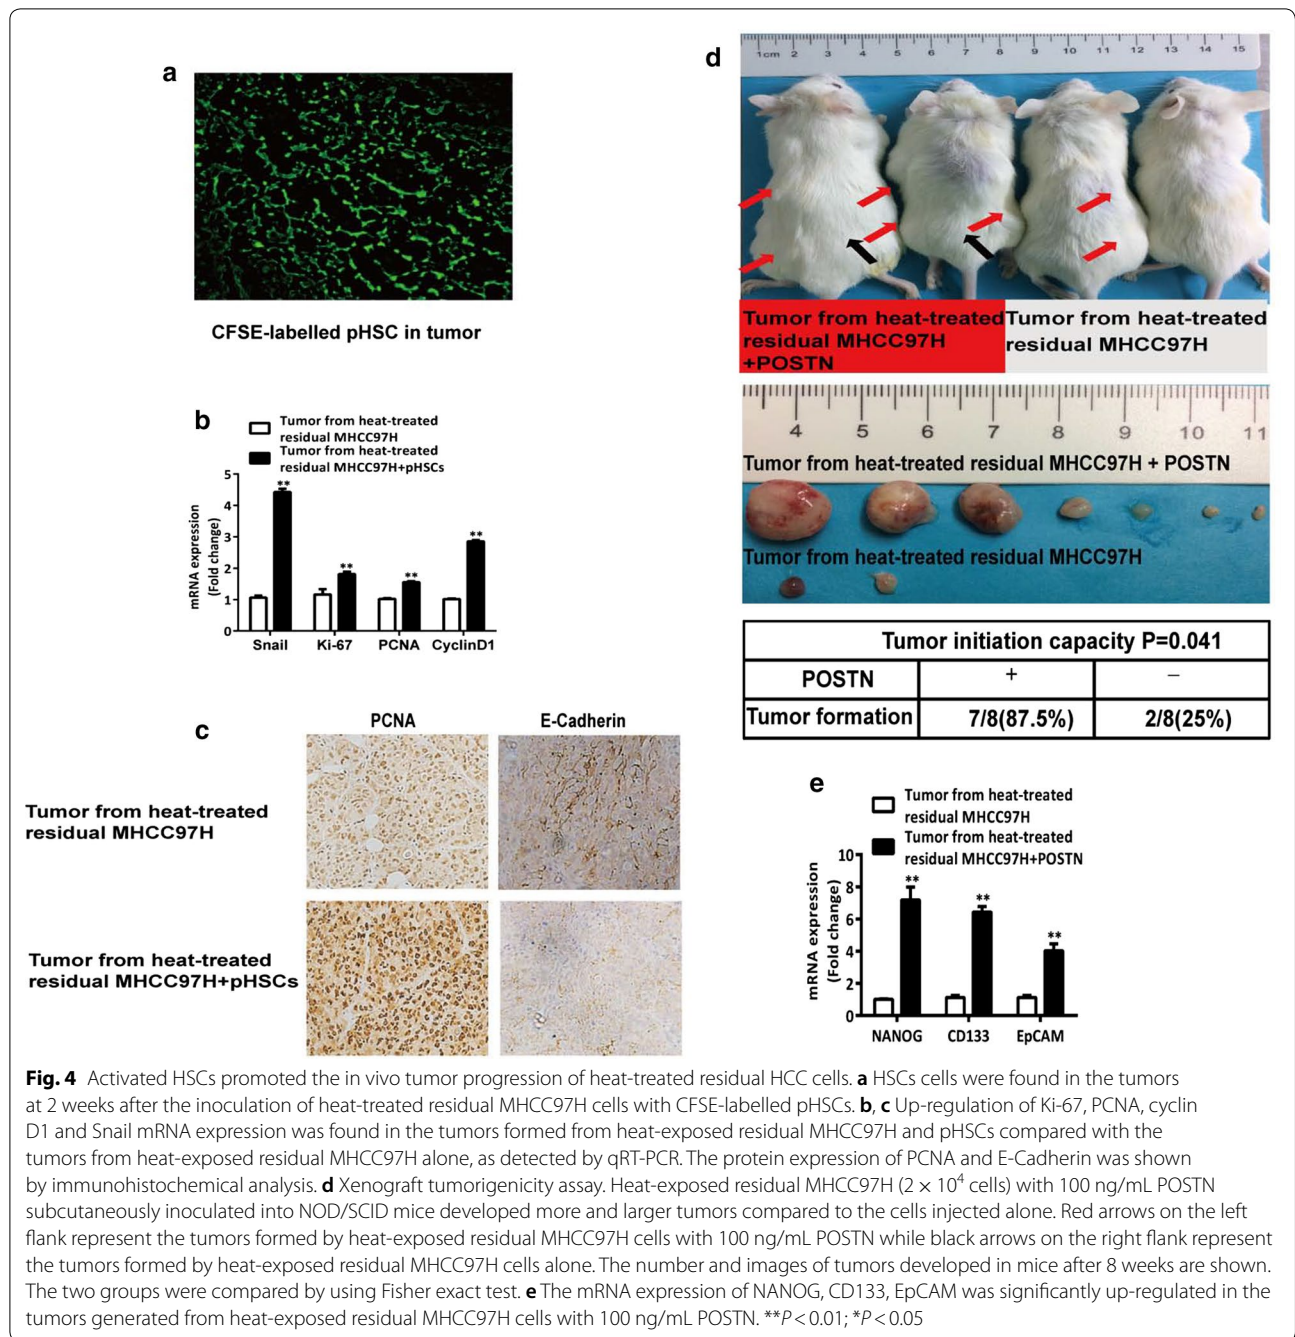 a
CFSE-labelled pHSC in tumor
b
Tumor from heat-treated
residual MHCC97H
Tumor from heat-treated
residual MHCC97H+pHSCs
mRNA expression
(Fold change)
5
4
3
2
1
0
Snail Ki-67 PCNA CyclinD1
c
PCNA E-Cadherin
Tumor from heat-treated
residual MHCC97H
Tumor from heat-treated
residual MHCC97H+pHSCs
d
1cm 2 3 4 5 6 7 8 9 10 11 12 13 14 15
Tumor from heat-treated
residual MHCC97H
+POSTN
Tumor from heat-treated
residual MHCC97H
4 5 6 7 8 9 10 11
Tumor from heat-treated residual MHCC97H + POSTN
Tumor from heat-treated residual MHCC97H
Tumor initiation capacity P=0.041
POSTN + −
Tumor formation 7/8(87.5%) 2/8(25%)
e
Tumor from heat-treated
residual MHCC97H
Tumor from heat-treated
residual MHCC97H+POSTN
mRNA expression
(Fold change)
10
8
6
4
2
0
** ** **
NANOG CD133 EpCAM
** ** ** **
Fig. 4 Activated HSCs promoted the in vivo tumor progression of heat-treated residual HCC cells. a HSCs cells were found in the tumors
at 2 weeks after the inoculation of heat-treated residual MHCC97H cells with CFSE-labelled pHSCs. b, c Up-regulation of Ki-67, PCNA, cyclin
D1 and Snail mRNA expression was found in the tumors formed from heat-exposed residual MHCC97H and pHSCs compared with the
tumors from heat-exposed residual MHCC97H alone, as detected by qRT-PCR. The protein expression of PCNA and E-Cadherin was shown
by immunohistochemical analysis. d Xenograft tumorigenicity assay. Heat-exposed residual MHCC97H (2 × 10⁴ cells) with 100 ng/mL POSTN
subcutaneously inoculated into NOD/SCID mice developed more and larger tumors compared to the cells injected alone. Red arrows on the left
flank represent the tumors formed by heat-exposed residual MHCC97H cells with 100 ng/mL POSTN while black arrows on the right flank represent
the tumors formed by heat-exposed residual MHCC97H cells alone. The number and images of tumors developed in mice after 8 weeks are shown.
The two groups were compared by using Fisher exact test. e The mRNA expression of NANOG, CD133, EpCAM was significantly up-regulated in the
tumors generated from heat-exposed residual MHCC97H cells with 100 ng/mL POSTN. **P < 0.01; *P < 0.05